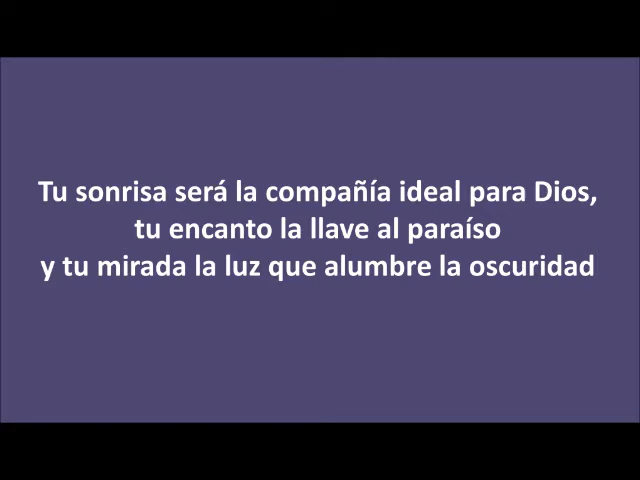 Tu sonrisa será la compañía ideal para Dios,
tu encanto la llave al paraíso
y tu mirada la luz que alumbre la oscuridad